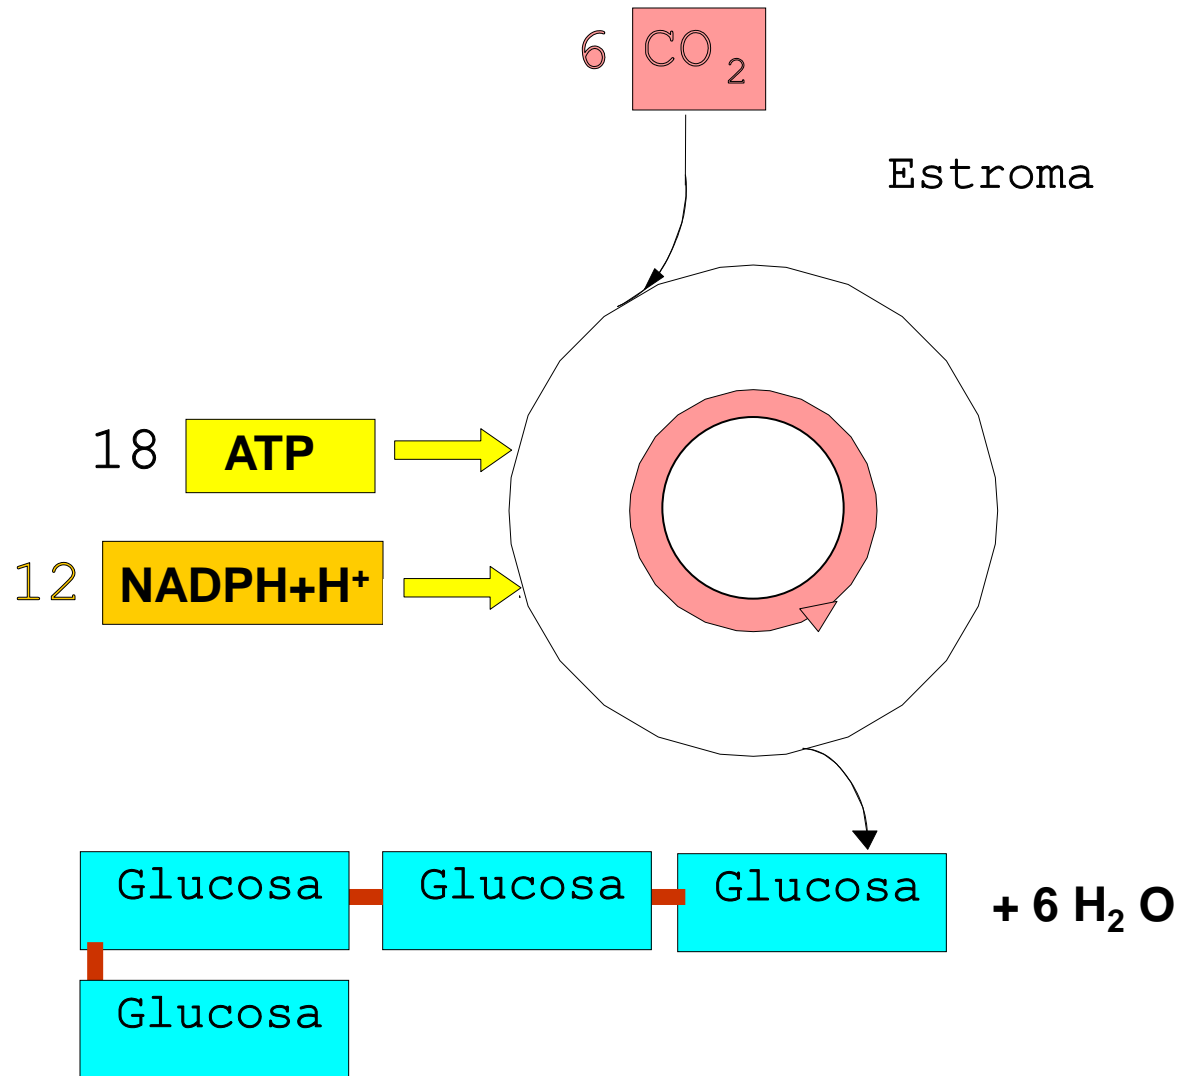 6 CO₂
Estroma
18 ATP
12 NADPH+H⁺
Glucosa Glucosa Glucosa + 6 H₂ O
Glucosa